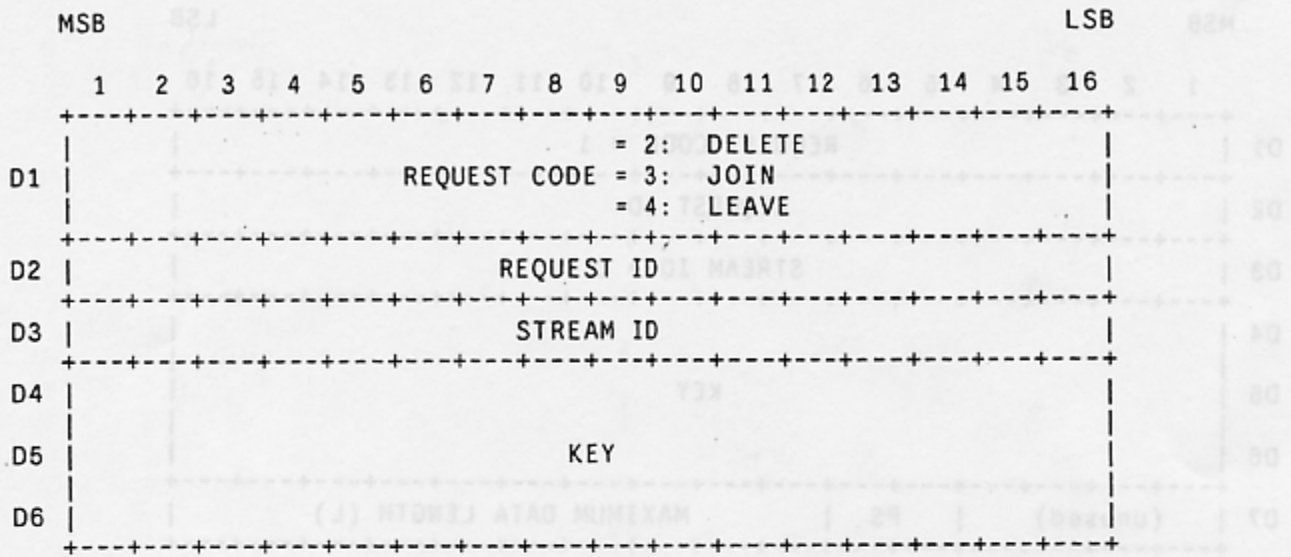 MSB LSB
1 2 3 4 5 6 7 8 9 10 11 12 13 14 15 16
= 2: DELETE
D1 REQUEST CODE = 3: JOIN
= 4: LEAVE
D2 REQUEST ID
D3 STREAM ID
D4
D5 KEY
D6